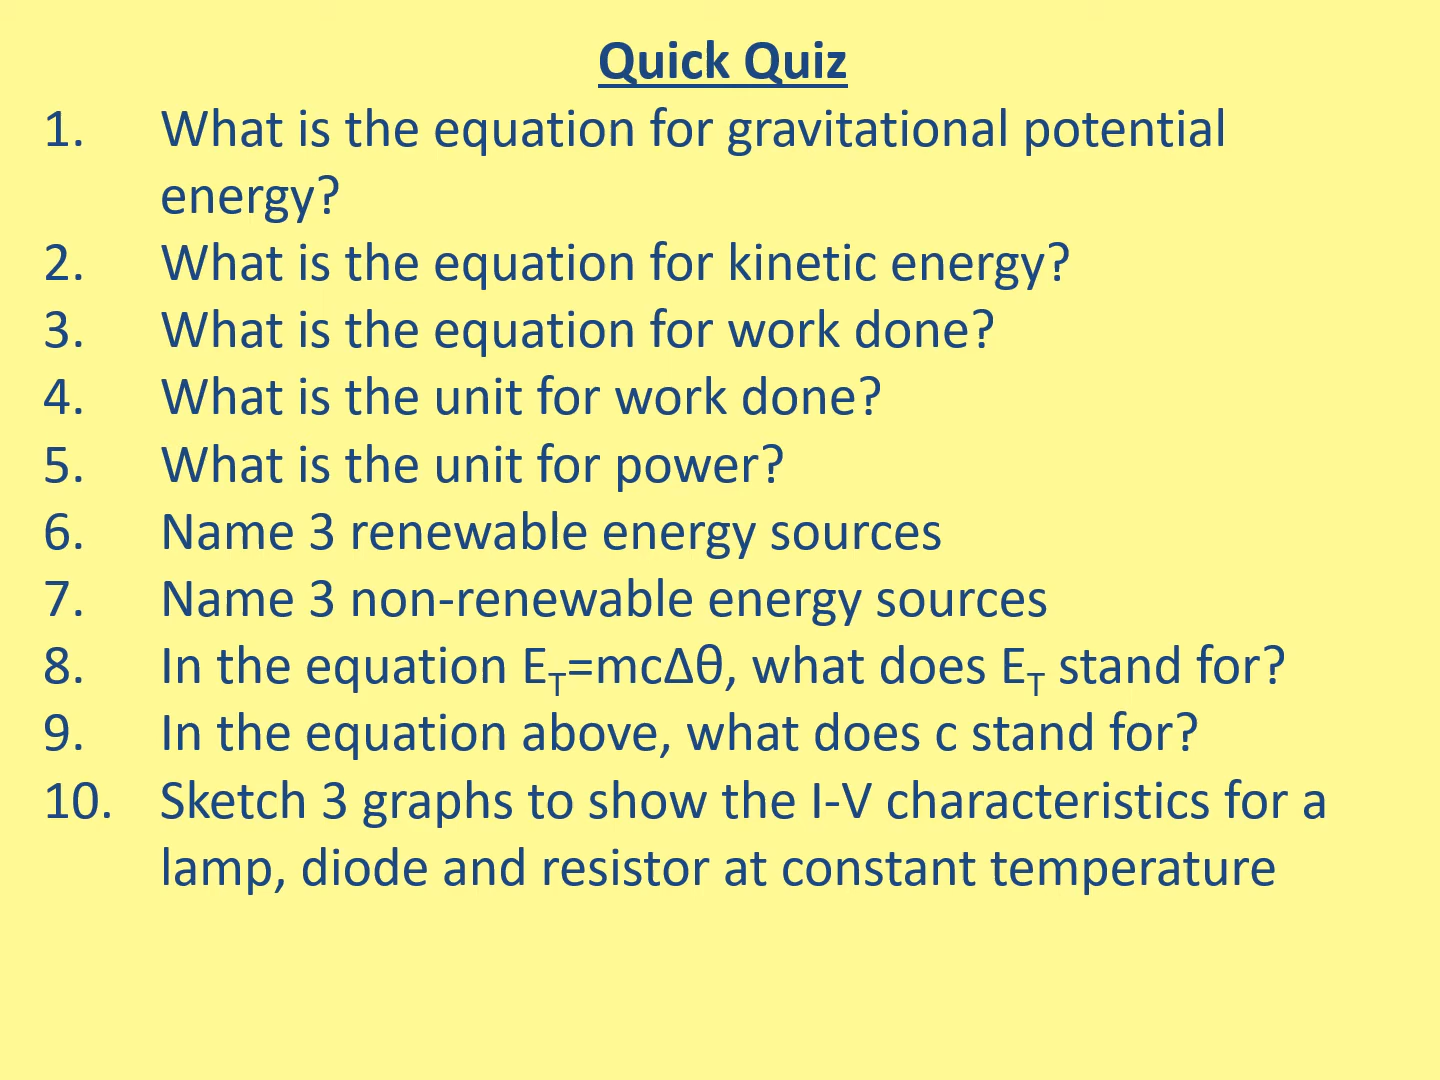 Quick Quiz
1. What is the equation for gravitational potential
energy?
2. What is the equation for kinetic energy?
3. What is the equation for work done?
4. What is the unit for work done?
5. What is the unit for power?
6. Name 3 renewable energy sources
7. Name 3 non-renewable energy sources
8. In the equation E_T=mcΔθ, what does E_T stand for?
9. In the equation above, what does c stand for?
10. Sketch 3 graphs to show the I-V characteristics for a
lamp, diode and resistor at constant temperature